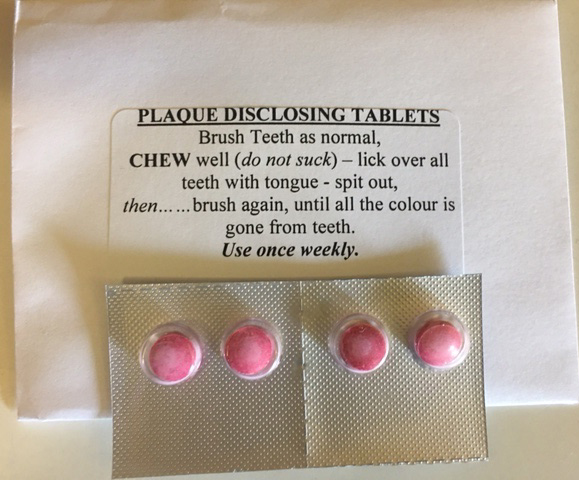 PLAQUE DISCLOSING TABLETS
Brush Teeth as normal,
CHEW well (do not suck) – lick over all
teeth with tongue - spit out,
then... ... brush again, until all the colour is
gone from teeth.
Use once weekly.